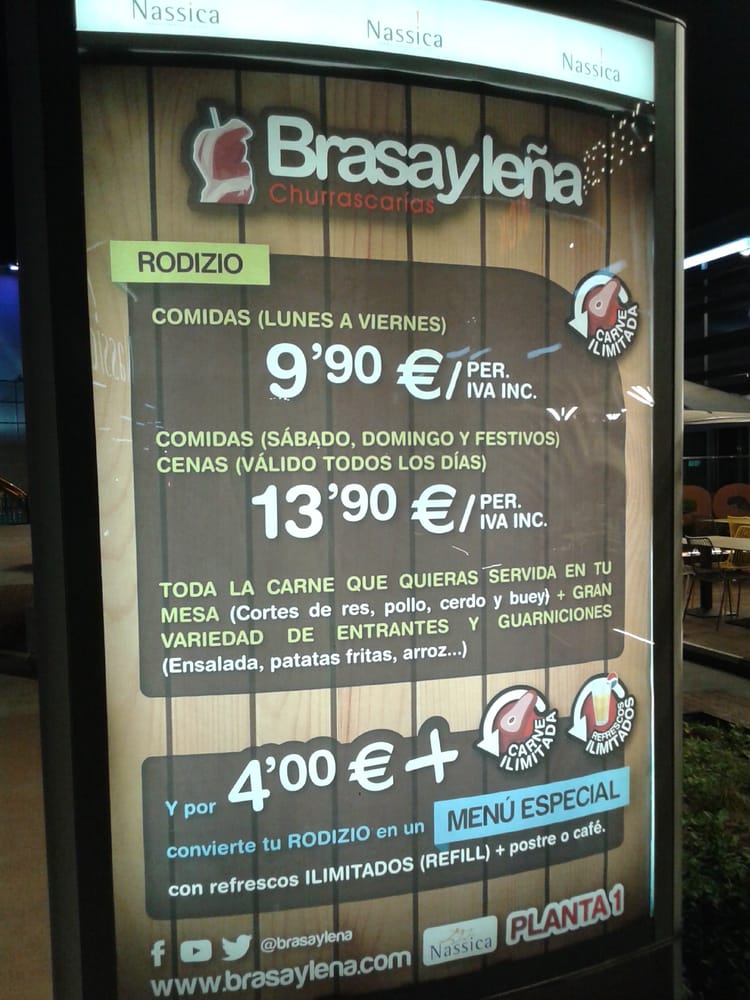 Nassica
Nassica
Nassica
Brasayleña
Churrascarías
RODIZIO
COMIDAS (LUNES A VIERNES)
9'90 €/PER.
IVA INC.
CARNE
ILIMITADA
COMIDAS (SÁBADO, DOMINGO Y FESTIVOS)
CENAS (VÁLIDO TODOS LOS DÍAS)
13'90 €/PER.
IVA INC.
TODA LA CARNE QUE QUIERAS SERVIDA EN TU
MESA (Cortes de res, pollo, cerdo y buey) + GRAN
VARIEDAD DE ENTRANTES Y GUARNICIONES
(Ensalada, patatas fritas, arroz...)
Y por 4'00 €+
CARNE
ILIMITADA
REFRESCOS
ILIMITADOS
convierte tu RODIZIO en un MENÚ ESPECIAL
con refrescos ILIMITADOS (REFILL) + postre o café.
@brasaylena
www.brasaylena.com
Nassica
PLANTA 1